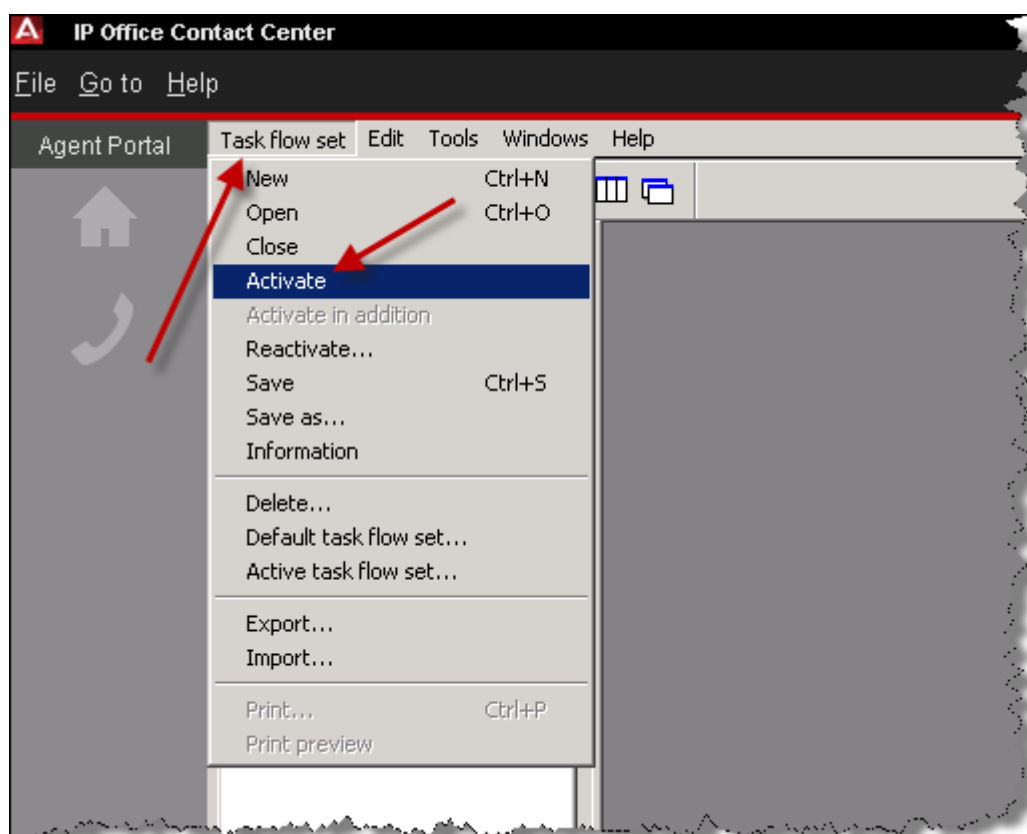 IP Office Contact Center
File Go to Help
Agent Portal
Task flow set Edit Tools Windows Help
New Ctrl+N
Open Ctrl+O
Close
Activate
Activate in addition
Reactivate...
Save Ctrl+S
Save as...
Information
Delete...
Default task flow set...
Active task flow set...
Export...
Import...
Print... Ctrl+P
Print preview